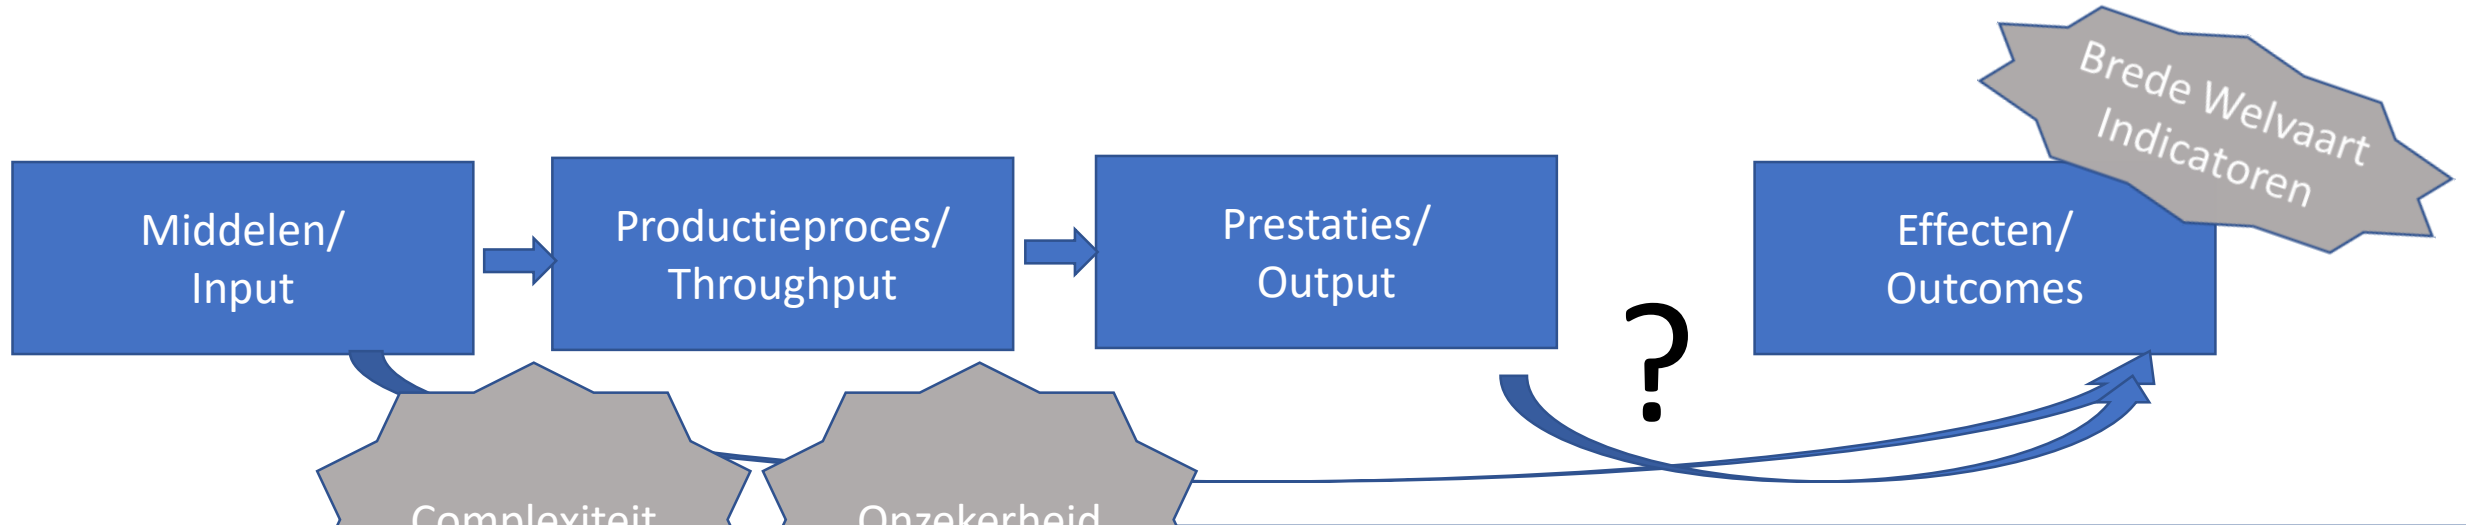 Brede Welvaart
Indicatoren
Middelen/
Input
Productieproces/
Throughput
Prestaties/
Output
?
Effecten/
Outcomes
Complexiteit
Onzekerheid